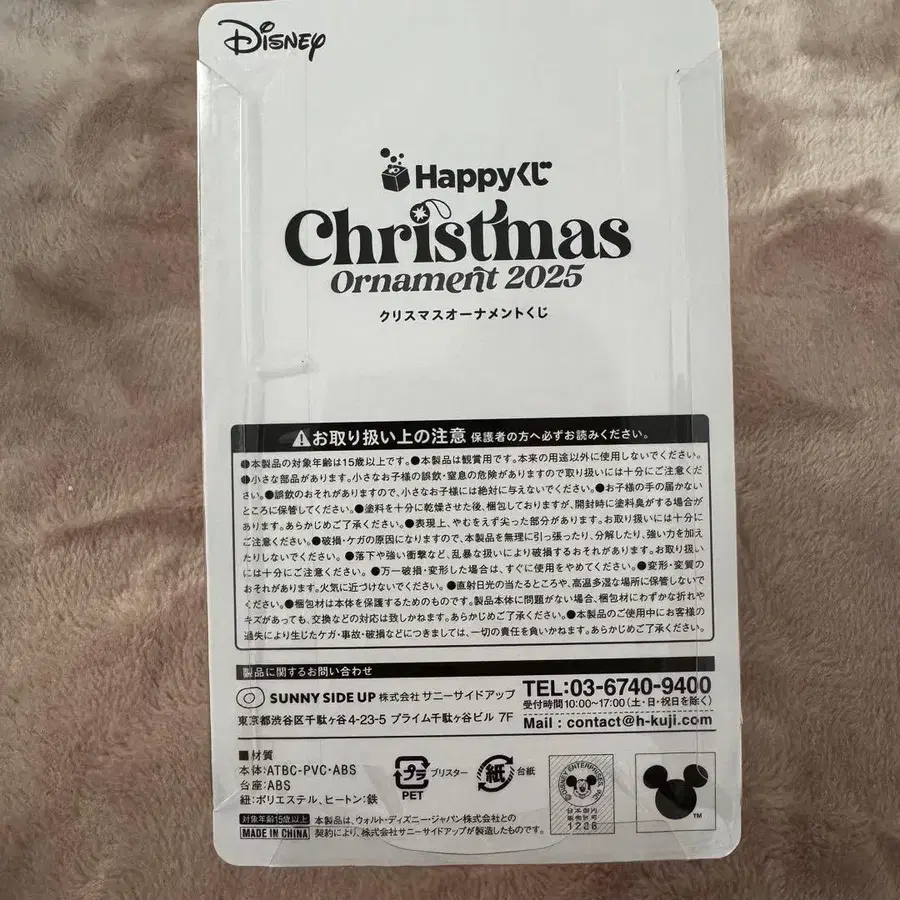 Disney
Happyくじ
Christmas
Ornament 2025
クリスマスオーナメントくじ
お取り扱い上の注意 保護者の方へ必ずお読みください。
●本製品の対象年齢は15歳以上です。●本製品は観賞用です。本来の用途以外に使用しないでください。
●小さな部品があります。小さなお子様の誤飲・窒息の危険がありますので取り扱いには十分にご注意くださ
い。●誤飲のおそれがありますので、小さなお子様には絶対に与えないでください。●お子様の手の届かない
ところに保管してください。●塗料を十分に乾燥させた後、梱包しておりますが、開封時に塗料臭がする場合が
あります。あらかじめご了承ください。●表現上、やむをえず尖った部分があります。お取り扱いには十分に
ご注意ください。●破損・ケガの原因になりますので、本製品を無理に引っ張ったり、分解したり、強い力を加え
たりしないでください。●落下や強い衝撃など、乱暴な扱いにより破損するおそれがあります。お取り扱い
には十分にご注意ください。●万一破損・変形した場合は、すぐに使用をやめてください。●変形・変質の
おそれがあります。火気に近づけないでください。●直射日光の当たるところや、高温多湿な場所に保管しないで
ください。●梱包材は本体を保護するためのものです。製品本体に問題がない場合、梱包材にわずかな折れや
キズがあっても、交換などの対応は致しかねます。あらかじめご了承ください。●本製品のご使用中にお客様の
過失により生じたケガ・事故・破損などにつきましては、一切の責任を負いかねます。あらかじめご了承ください。
製品に関するお問い合わせ
SUNNY SIDE UP 株式会社 サニーサイドアップ
東京都渋谷区千駄ヶ谷4-23-5 プライム千駄ヶ谷ビル 7F
TEL:03-6740-9400
受付時間10:00~17:00(土・日・祝日を除く)
Mail : contact@h-kuji.com
■材質
本体:ATBC-PVC・ABS
台座:ABS
紐:ポリエステル、ヒートン:鉄
プラ ブリスター
PET
紙 台紙
対象年齢15歳以上
MADE IN CHINA
本製品は、ウォルト・ディズニー・ジャパン株式会社との
契約により、株式会社サニーサイドアップが製造したものです。
©DISNEY ENTERPRISES, INC.
日本国内
販売許可
1226
TM